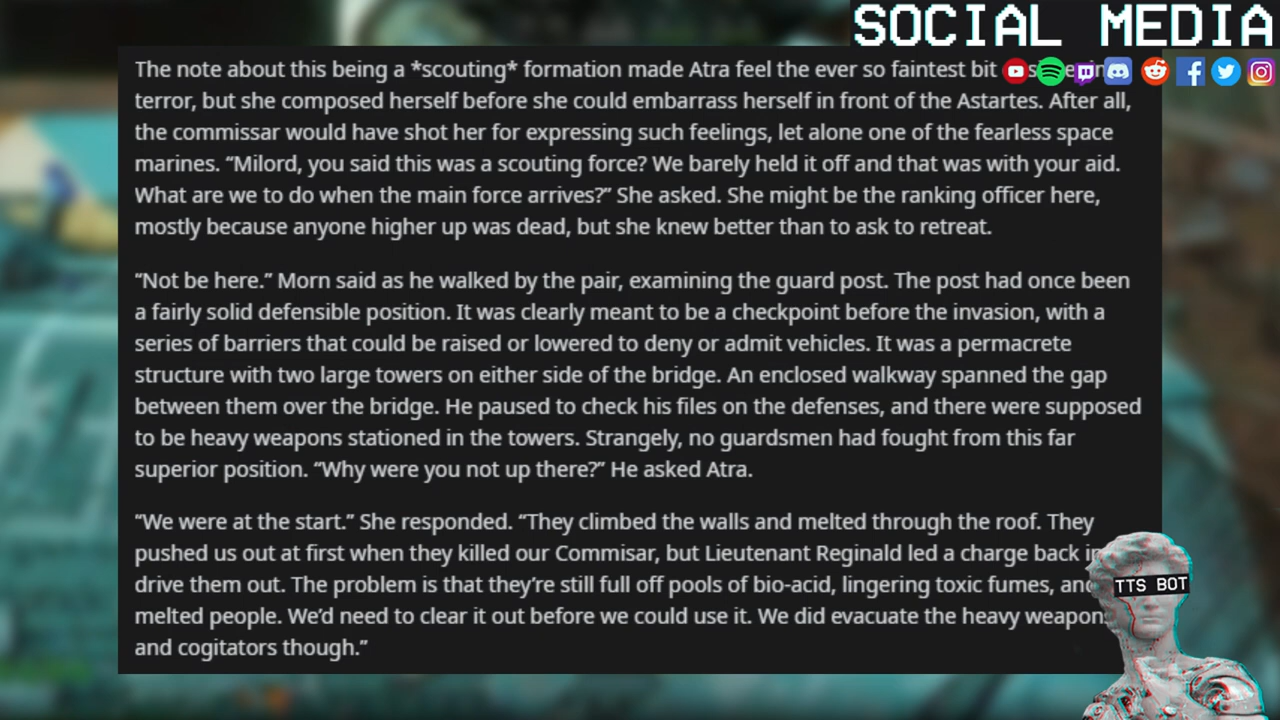 SOCIAL MEDIA
The note about this being a *scouting* formation made Atra feel the ever so faintest bit
terror, but she composed herself before she could embarrass herself in front of the Astartes. After all,
the commissar would have shot her for expressing such feelings, let alone one of the fearless space
marines. “Milord, you said this was a scouting force? We barely held it off and that was with your aid.
What are we to do when the main force arrives?” She asked. She might be the ranking officer here,
mostly because anyone higher up was dead, but she knew better than to ask to retreat.
“Not be here.” Morn said as he walked by the pair, examining the guard post. The post had once been
a fairly solid defensible position. It was clearly meant to be a checkpoint before the invasion, with a
series of barriers that could be raised or lowered to deny or admit vehicles. It was a permacrete
structure with two large towers on either side of the bridge. An enclosed walkway spanned the gap
between them over the bridge. He paused to check his files on the defenses, and there were supposed
to be heavy weapons stationed in the towers. Strangely, no guardsmen had fought from this far
superior position. “Why were you not up there?” He asked Atra.
“We were at the start.” She responded. “They climbed the walls and melted through the roof. They
pushed us out at first when they killed our Commisar, but Lieutenant Reginald led a charge back
drive them out. The problem is that they’re still full off pools of bio-acid, lingering toxic fumes, and
melted people. We’d need to clear it out before we could use it. We did evacuate the heavy weapons
and cogitators though.”
TTS BOT